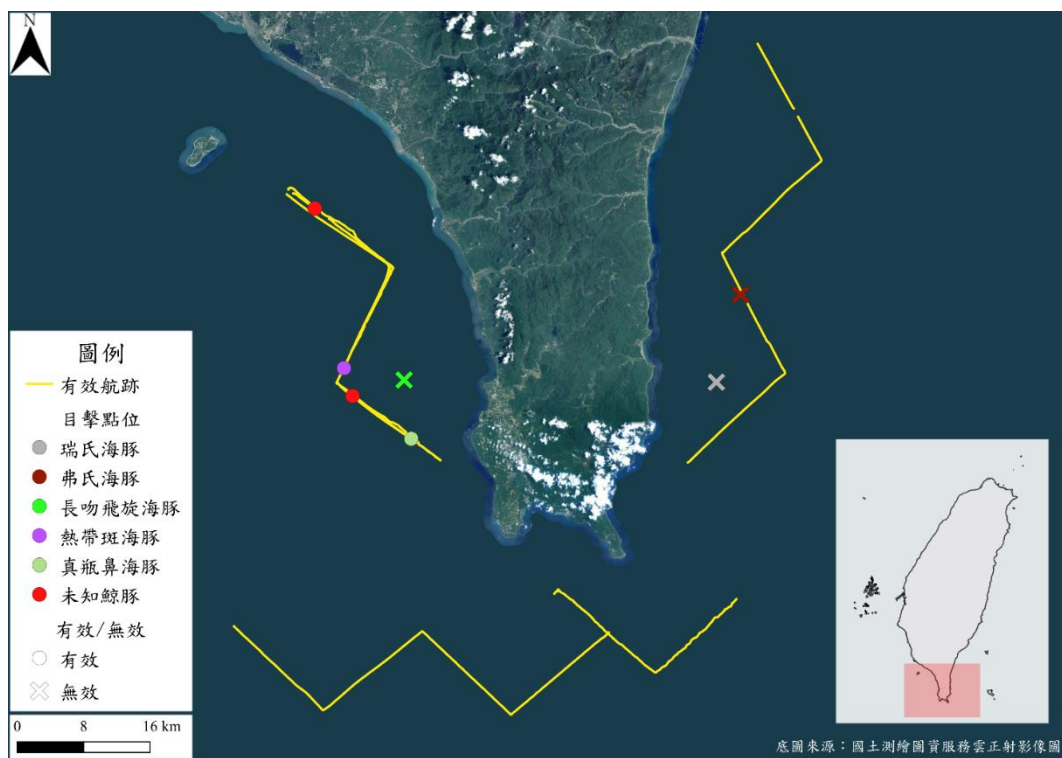 N
圖例
有效航跡
目擊點位
瑞氏海豚
弗氏海豚
長吻飛旋海豚
熱帶斑海豚
真瓶鼻海豚
未知鯨豚
有效/無效
有效
無效
0 8 16 km
底圖來源：國土測繪圖資服務雲正射影像圖